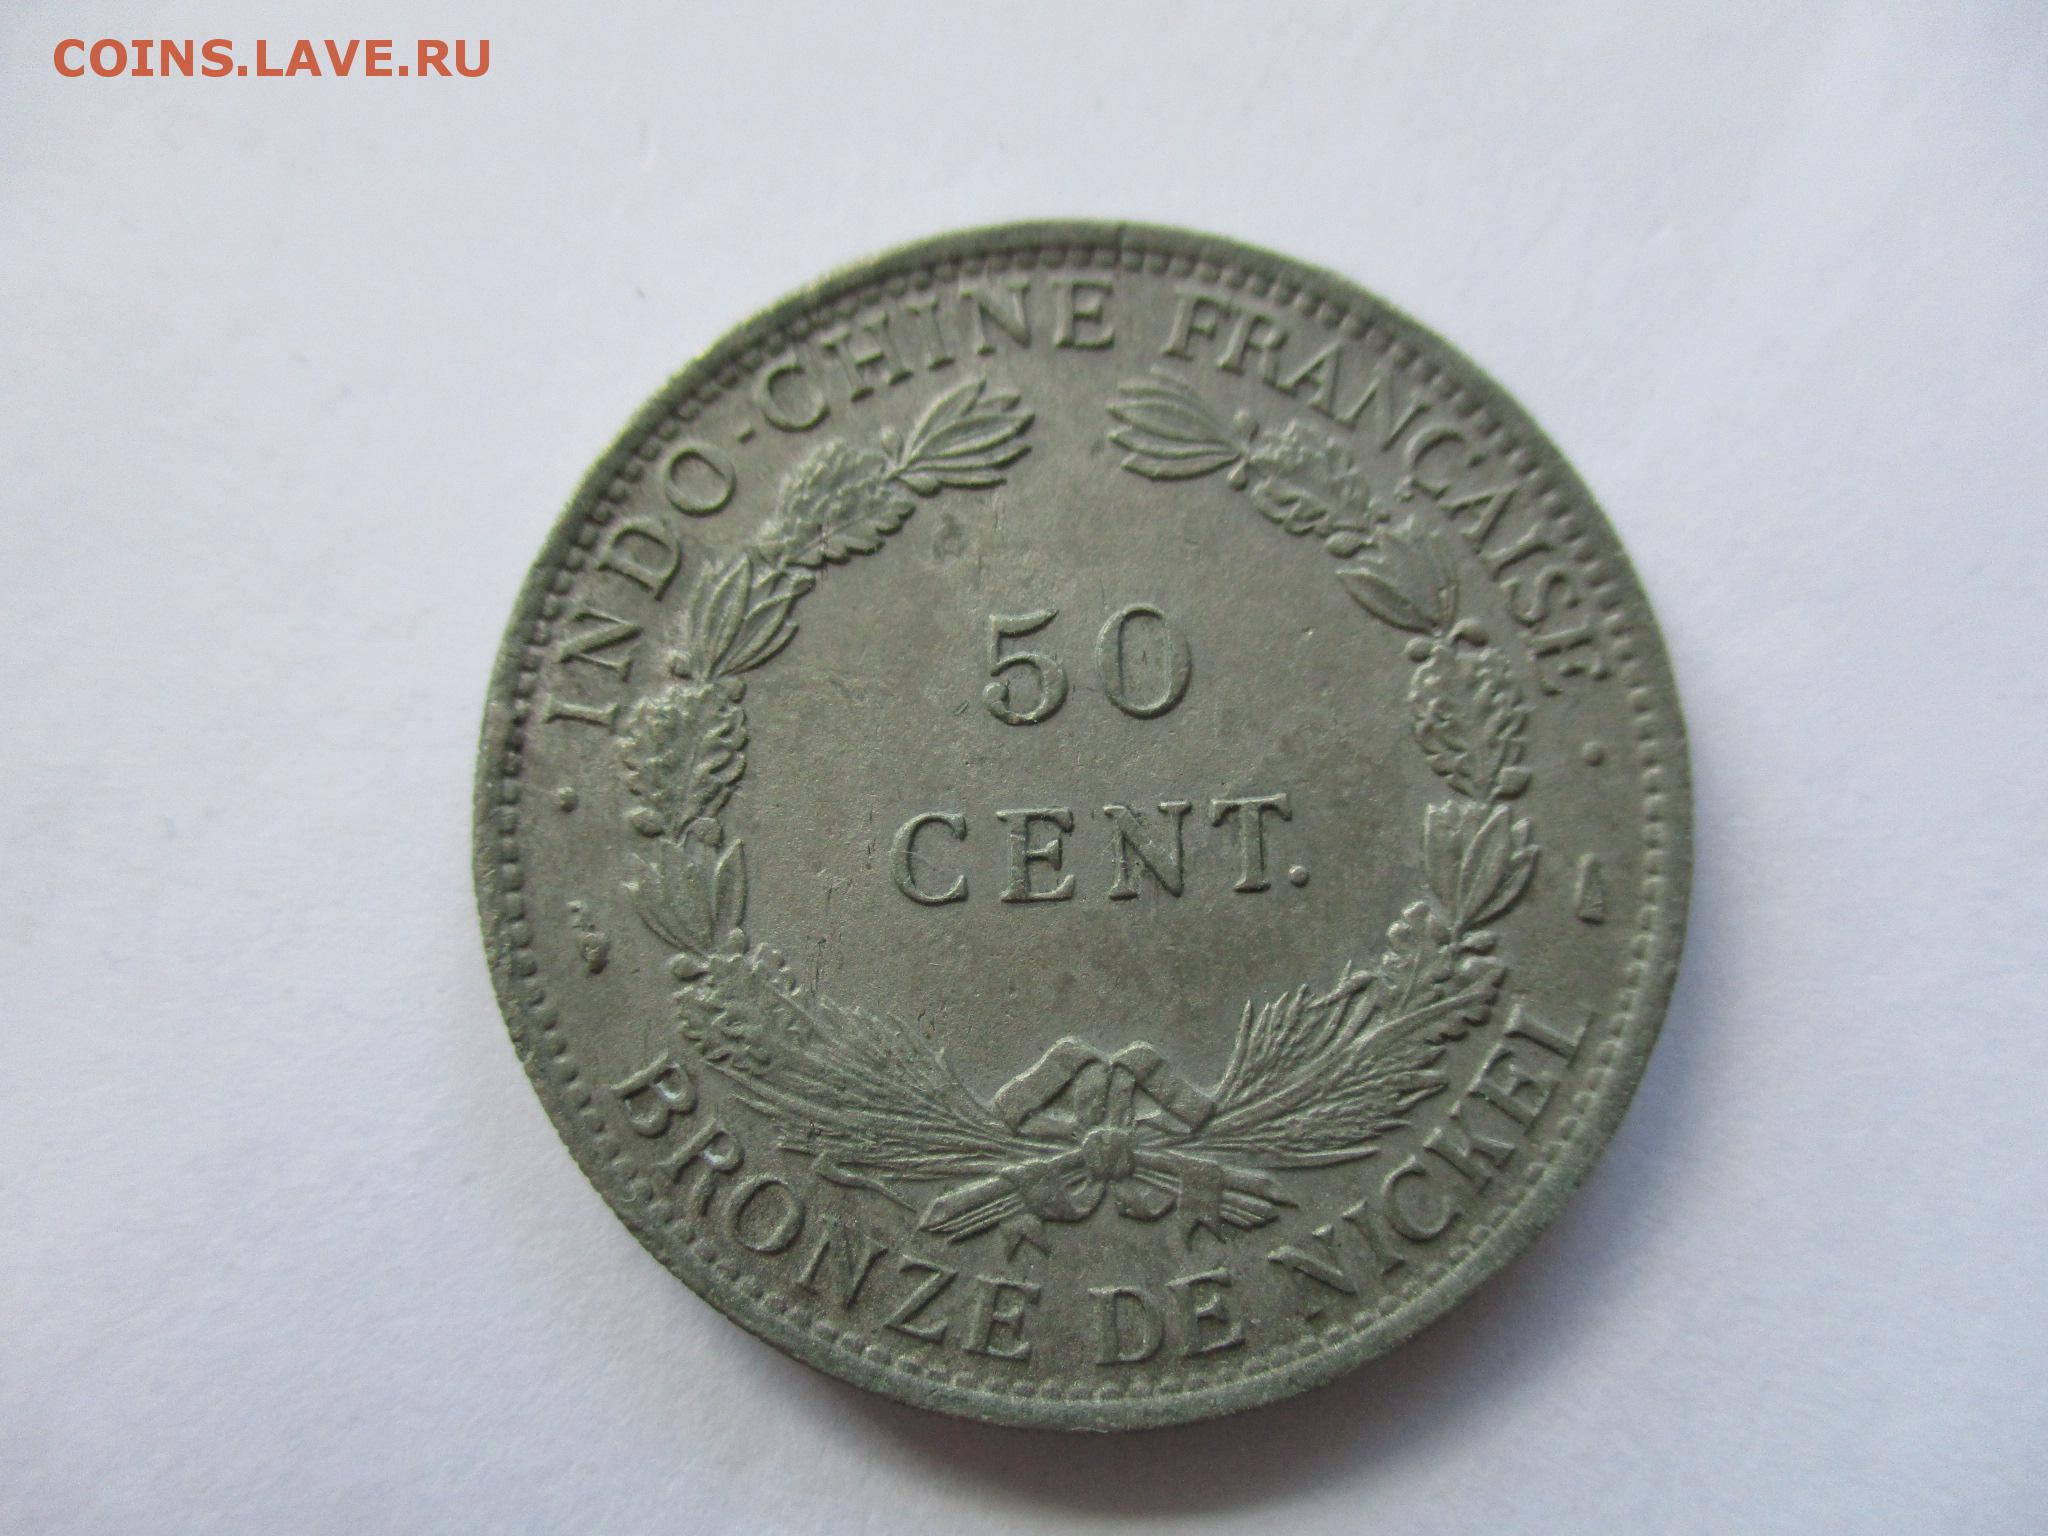 COINS.LAVE.RU
· INDO-CHINE FRANÇAISE ·
50
CENT.
BRONZE DE NICKEL